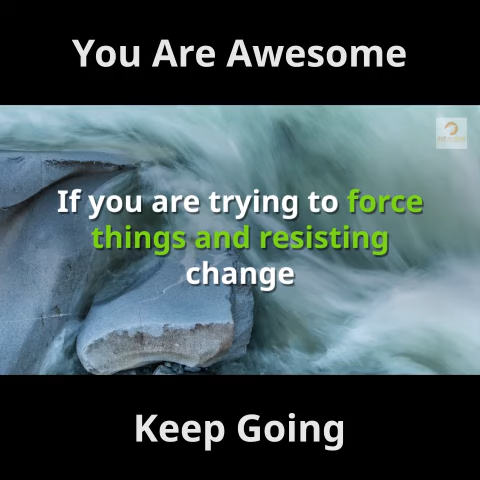 You Are Awesome
If you are trying to force
things and resisting
change
Keep Going